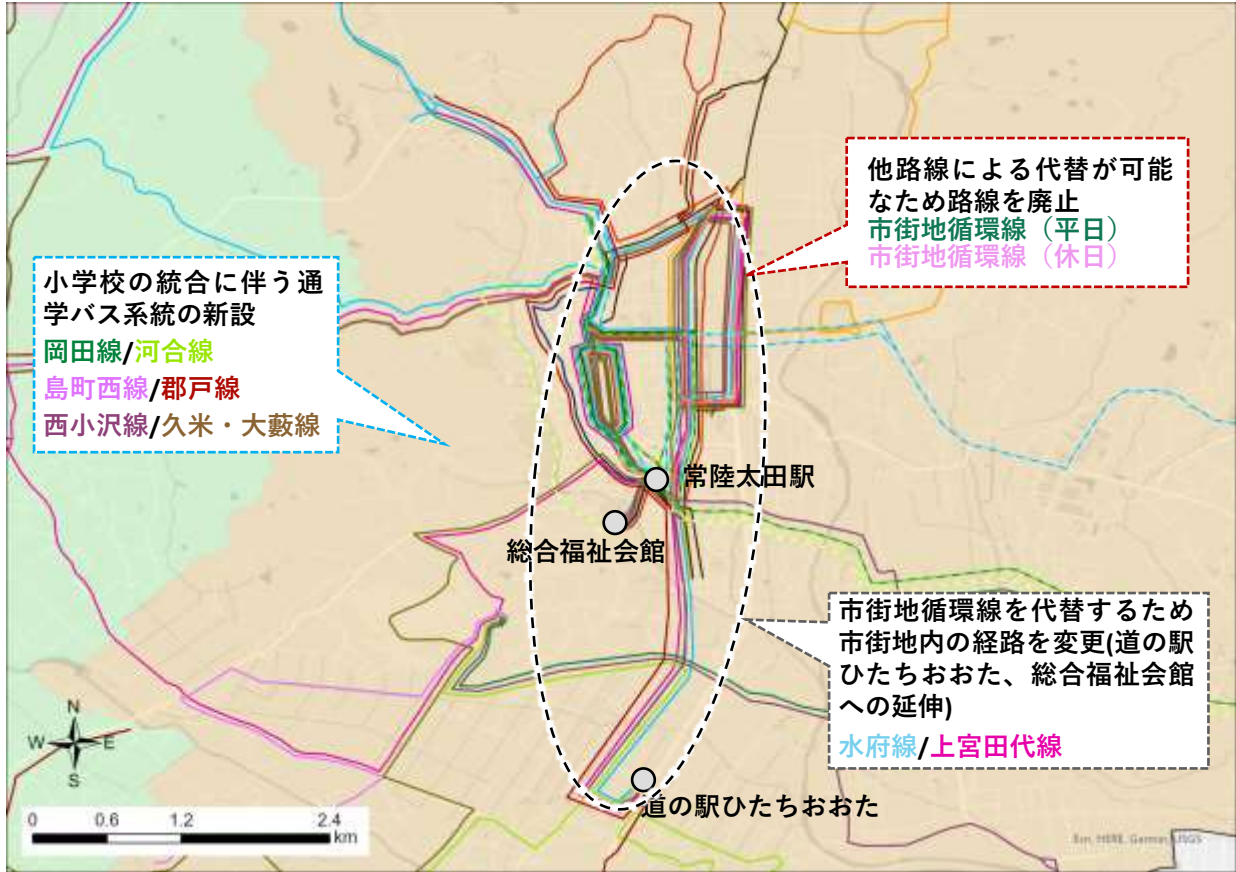 他路線による代替が可能
なため路線を廃止
市街地循環線（平日）
市街地循環線（休日）
小学校の統合に伴う通
学バス系統の新設
岡田線/河合線
島町西線/郡戸線
西小沢線/久米・大藪線
常陸太田駅
総合福祉会館
市街地循環線を代替するため
市街地内の経路を変更(道の駅
ひたちおおた、総合福祉会館
への延伸)
水府線/上宮田代線
道の駅ひたちおおた
N
W E
S
0 0.6 1.2 2.4
km
Esri, HERE, Garmin, USGS